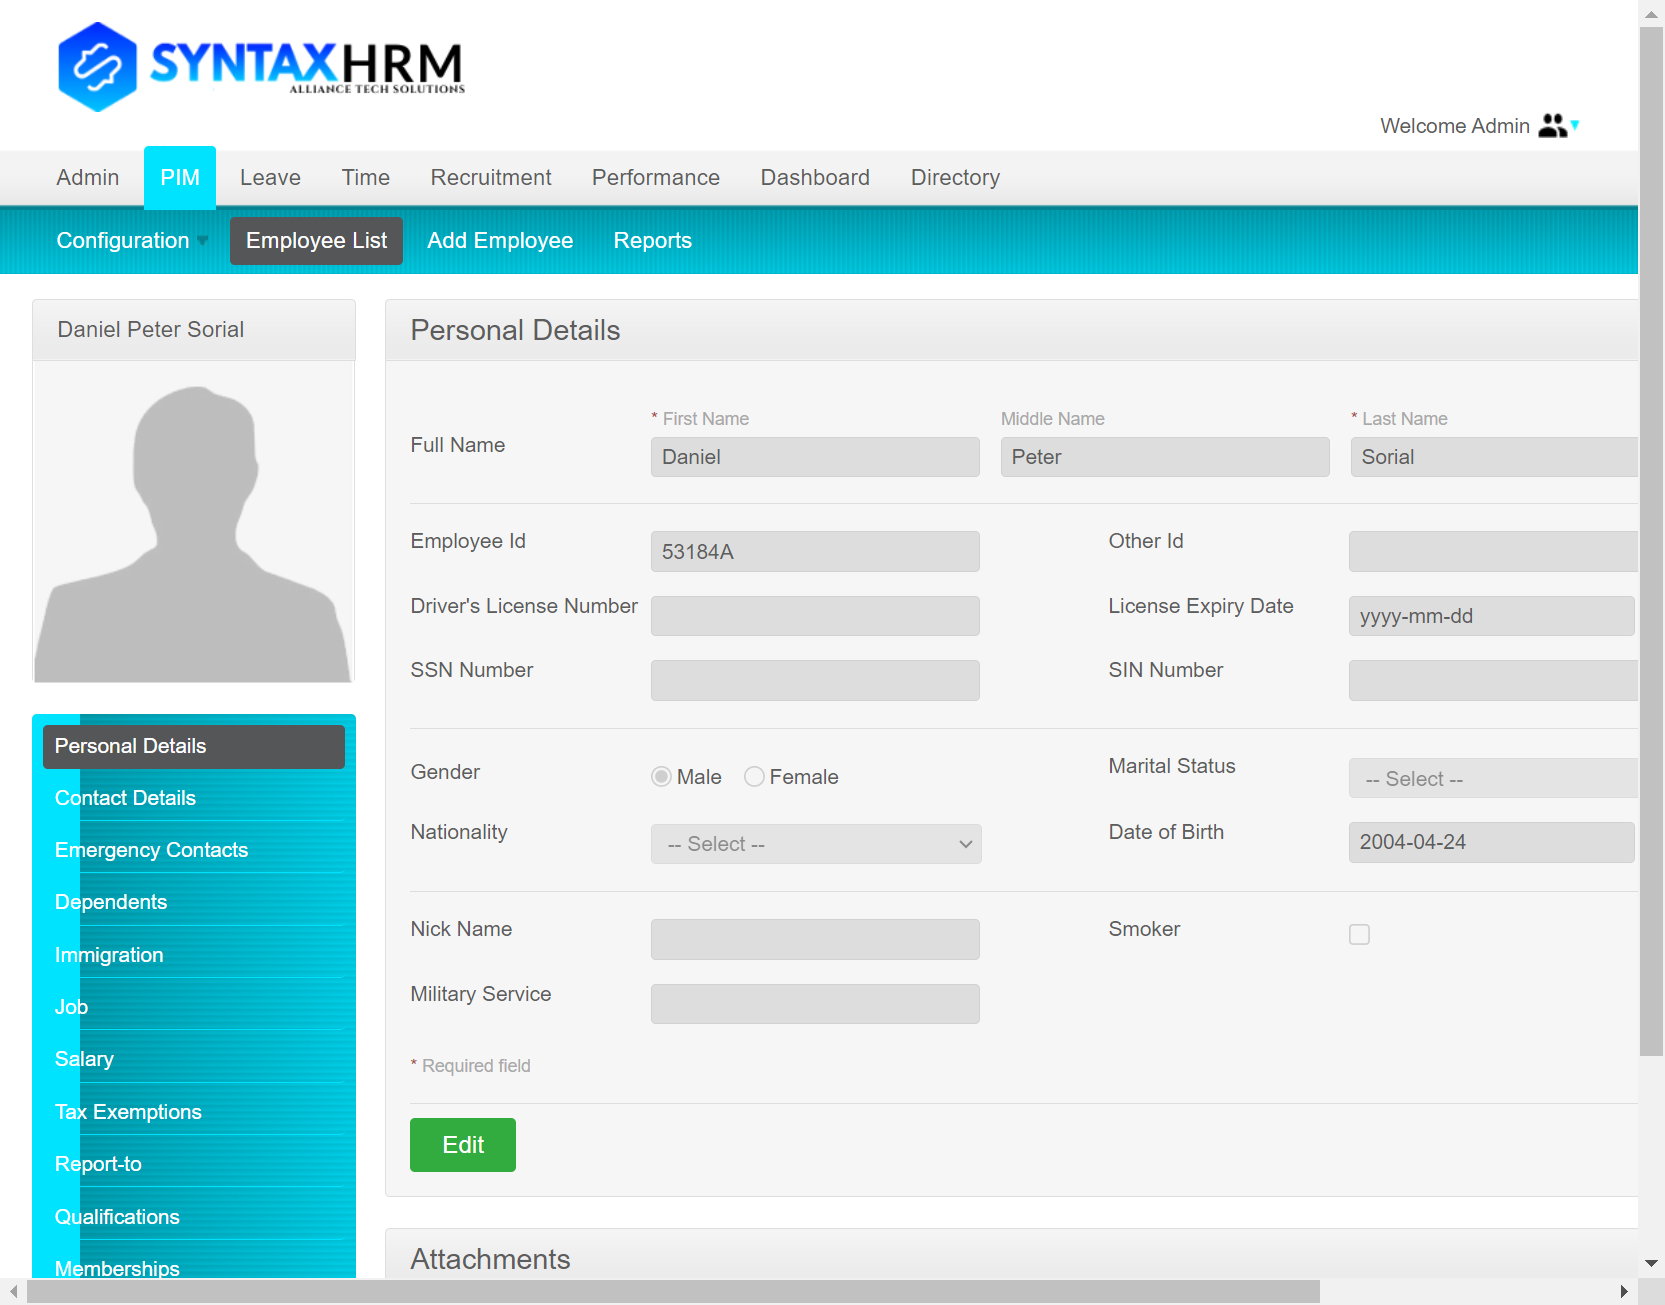 SYNTAXHRM
ALLIANCE TECH SOLUTIONS
Welcome Admin
Admin PIM Leave Time Recruitment Performance Dashboard Directory
Configuration Employee List Add Employee Reports
Daniel Peter Sorial
Personal Details
* First Name Middle Name * Last Name
Full Name Daniel Peter Sorial
Employee Id 53184A Other Id
Driver's License Number License Expiry Date yyyy-mm-dd
SSN Number SIN Number
Gender Male Female Marital Status -- Select --
Nationality -- Select -- Date of Birth 2004-04-24
Nick Name Smoker
Military Service
* Required field
Edit
Attachments
Personal Details
Contact Details
Emergency Contacts
Dependents
Immigration
Job
Salary
Tax Exemptions
Report-to
Qualifications
Memberships